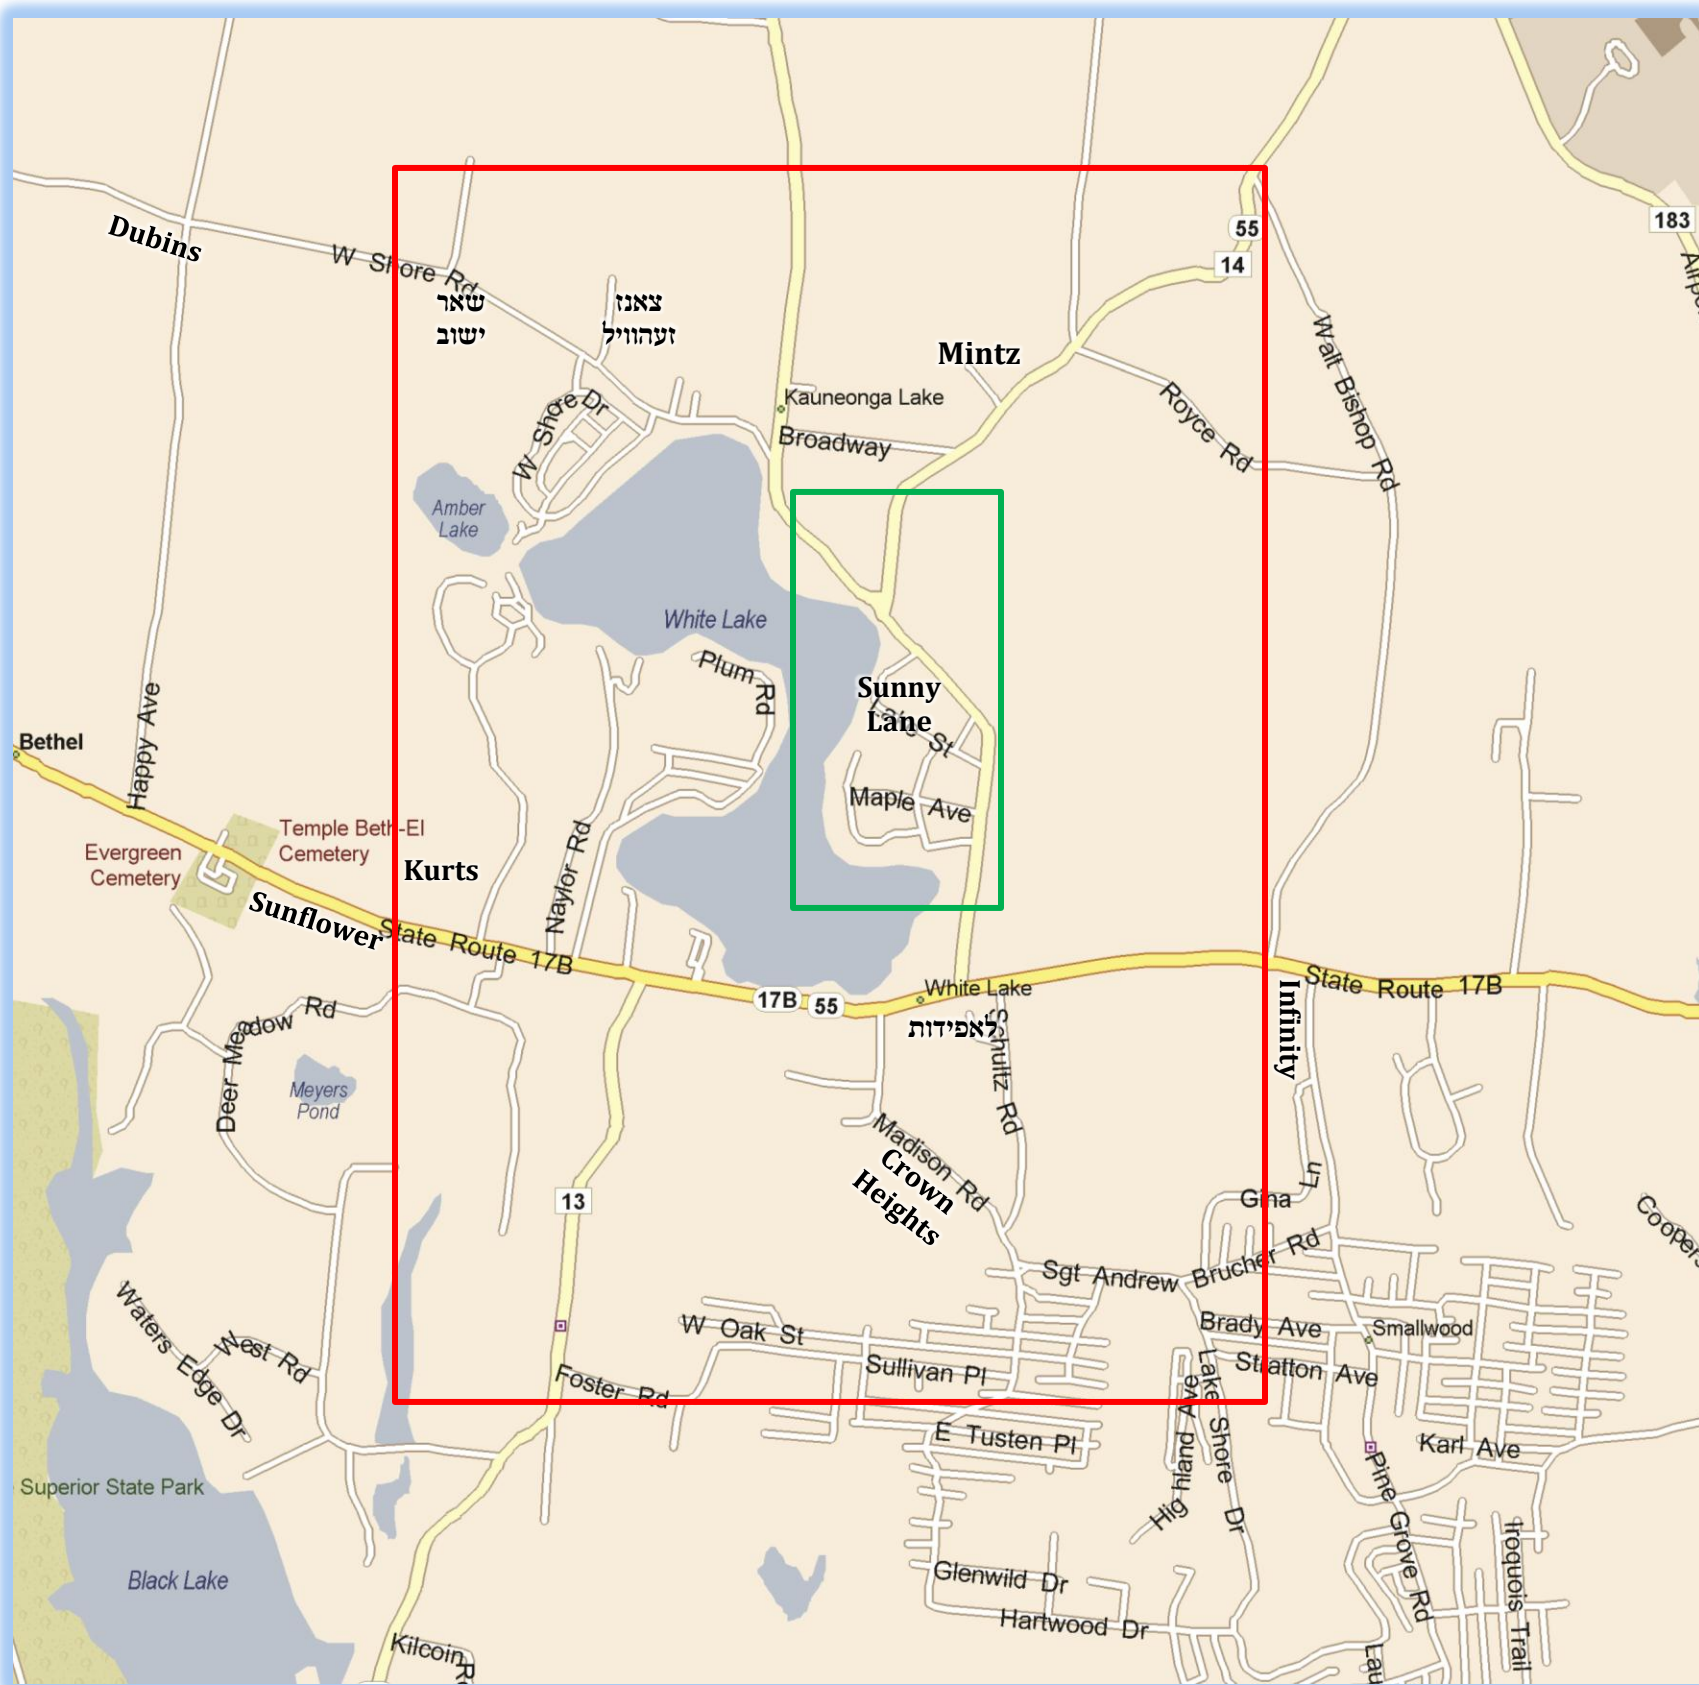 183
Airpo
55
14
Dubins
W Shore Rd
שאר
ישוב
צאנז
זעהוויל
Mintz
Walt Bishop Rd
Kauneonga Lake
W Shore Dr
Broadway
Royce Rd
Amber
Lake
White Lake
Plum Rd
Sunny
Lane
Lake St
Bethel
Happy Ave
Maple Ave
Temple Beth-El
Cemetery
Evergreen
Cemetery
Kurts
Naylor Rd
Sunflower
State Route 17B
State Route 17B
White Lake
17B
55
לאפידות
Schultz Rd
Infinity
Deer Meadow Rd
Meyers
Pond
Madison Rd
Crown
Heights
13
Gina Ln
Coopers
Sgt Andrew Brucher Rd
Waters Edge Dr
West Rd
W Oak St
Brady Ave
Smallwood
Sullivan Pl
Stratton Ave
Foster Rd
Lake Shore Dr
Highland Ave
E Tusten Pl
Karl Ave
Superior State Park
Pine Grove Rd
Iroquois Trail
Black Lake
Glenwild Dr
Hartwood Dr
Kilcoin Rd
Lau